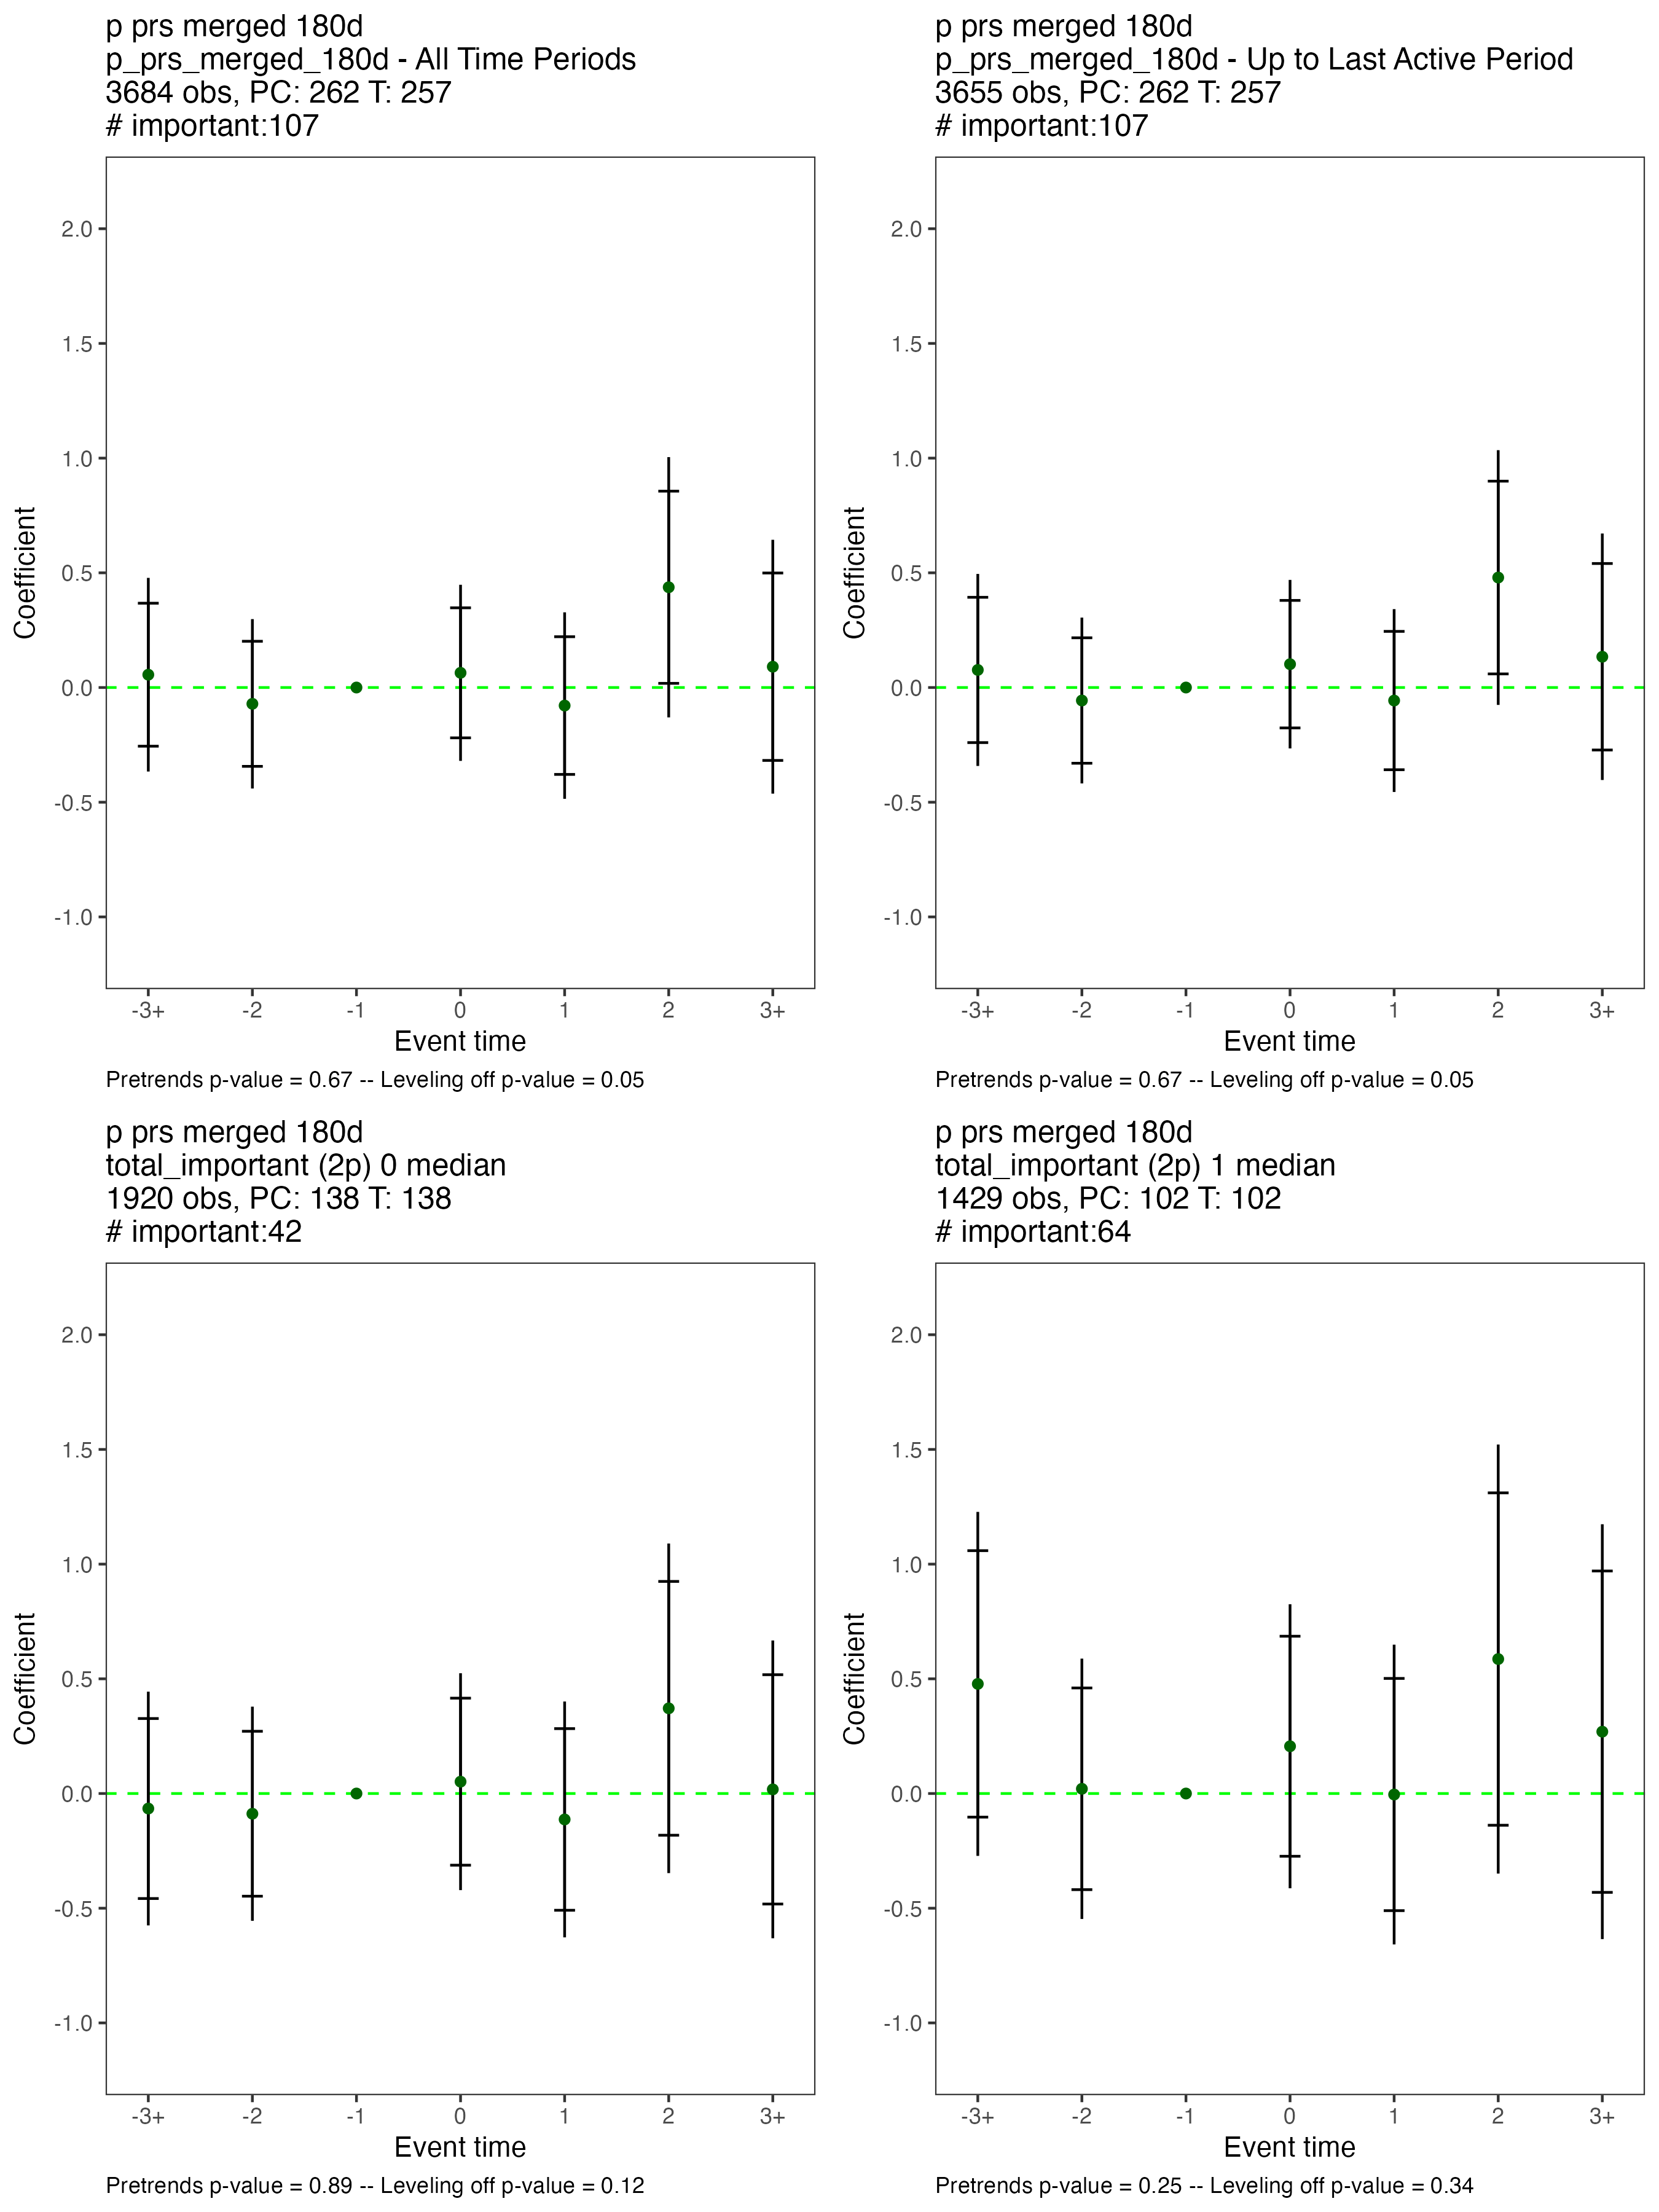 p prs merged 180d
p_prs_merged_180d - All Time Periods
3684 obs, PC: 262 T: 257
# important:107
2.0
1.5
1.0
0.5
0.0
-0.5
-1.0
Coefficient
-3+ -2 -1 0 1 2 3+
Event time
Pretrends p-value = 0.67 -- Leveling off p-value = 0.05
p prs merged 180d
p_prs_merged_180d - Up to Last Active Period
3655 obs, PC: 262 T: 257
# important:107
2.0
1.5
1.0
0.5
0.0
-0.5
-1.0
Coefficient
-3+ -2 -1 0 1 2 3+
Event time
Pretrends p-value = 0.67 -- Leveling off p-value = 0.05
p prs merged 180d
total_important (2p) 0 median
1920 obs, PC: 138 T: 138
# important:42
2.0
1.5
1.0
0.5
0.0
-0.5
-1.0
Coefficient
-3+ -2 -1 0 1 2 3+
Event time
Pretrends p-value = 0.89 -- Leveling off p-value = 0.12
p prs merged 180d
total_important (2p) 1 median
1429 obs, PC: 102 T: 102
# important:64
2.0
1.5
1.0
0.5
0.0
-0.5
-1.0
Coefficient
-3+ -2 -1 0 1 2 3+
Event time
Pretrends p-value = 0.25 -- Leveling off p-value = 0.34